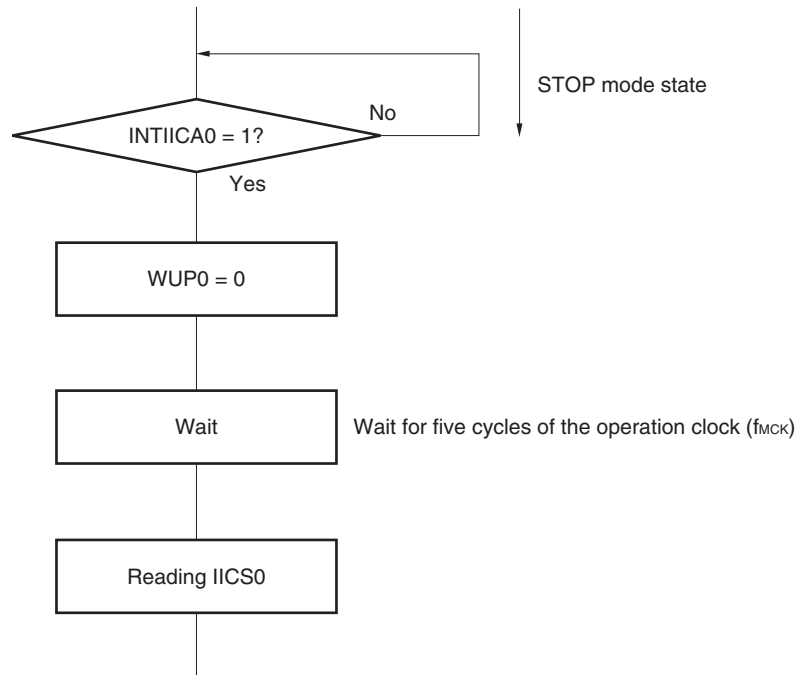 STOP mode state
No
INTIICA0 = 1?
Yes
WUP0 = 0
Wait
Wait for five cycles of the operation clock (fMCK)
Reading IICS0